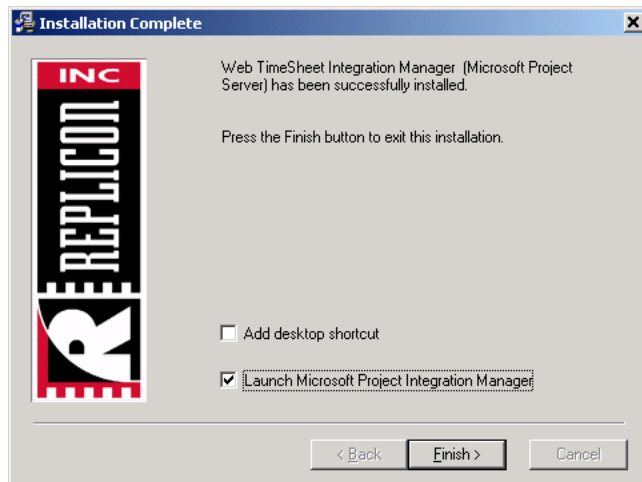 Installation Complete
INC
REPLICON
R
Web TimeSheet Integration Manager (Microsoft Project
Server) has been successfully installed.
Press the Finish button to exit this installation.
Add desktop shortcut
Launch Microsoft Project Integration Manager
< Back
Finish >
Cancel